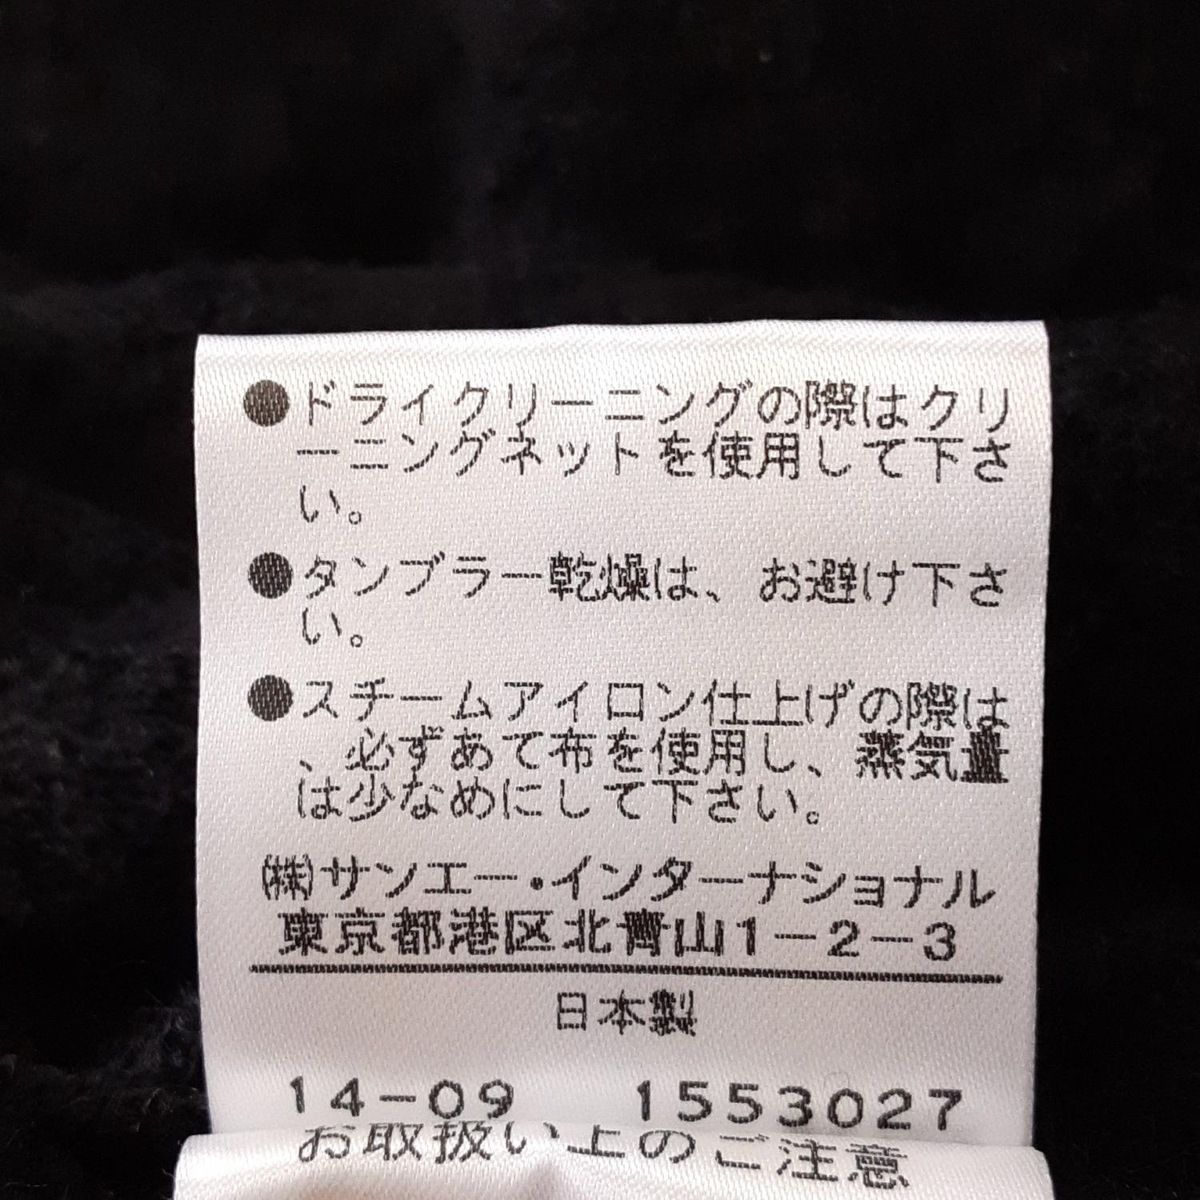 ●ドライクリーニングの際はクリ
ーニングネットを使用して下さ
い。
●タンブラー乾燥は、お避け下さ
い。
●スチームアイロン仕上げの際は
、必ずあて布を使用し、蒸気量
は少なめにして下さい。
㈱サンエー・インターナショナル
東京都港区北青山1-2-3
日本製
14-09 1553027
お取扱い上のご注意